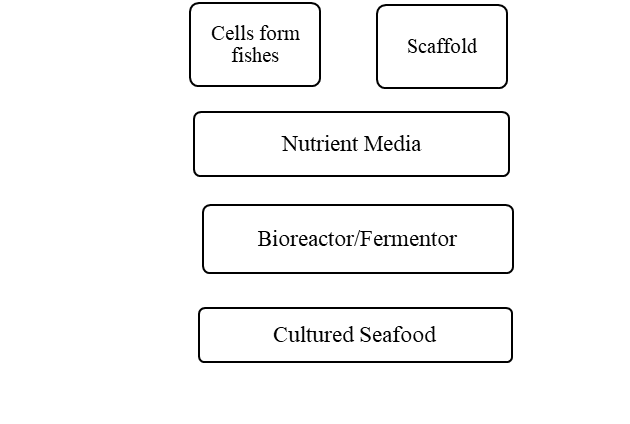 Cells form
fishes
Scaffold
Nutrient Media
Bioreactor/Fermentor
Cultured Seafood